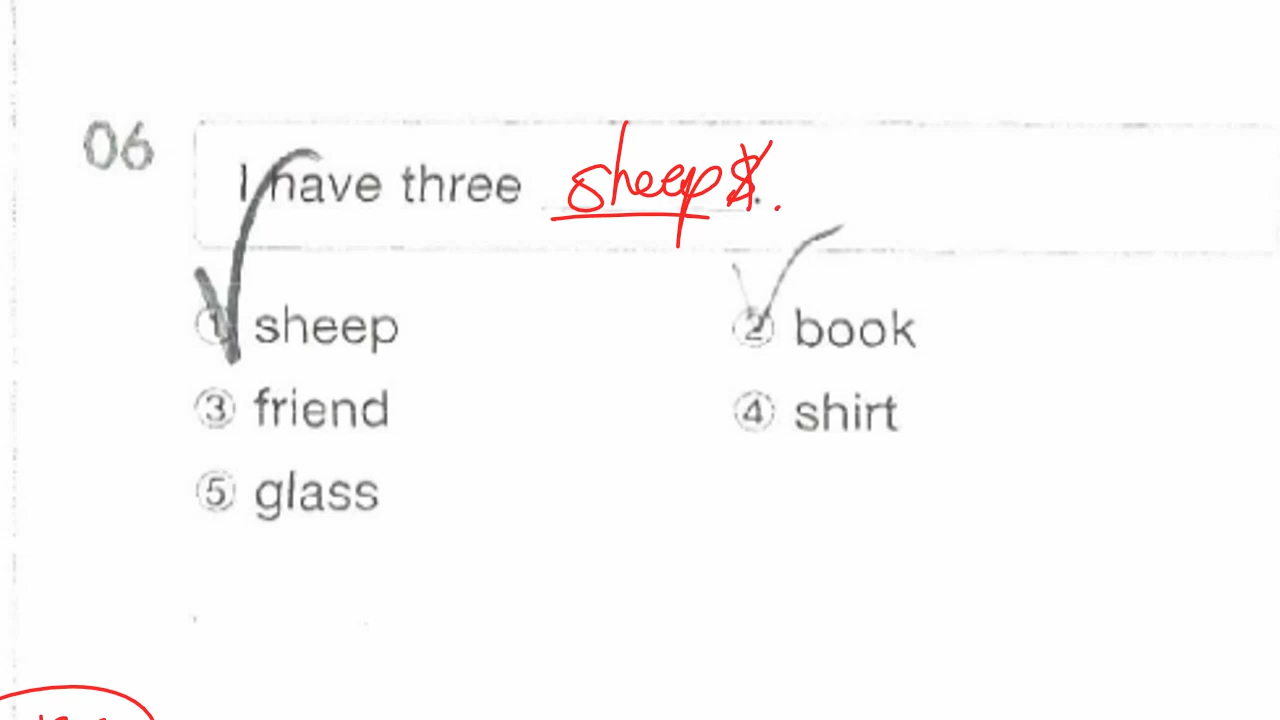 06
I have three sheep.
① sheep
② book
③ friend
④ shirt
⑤ glass